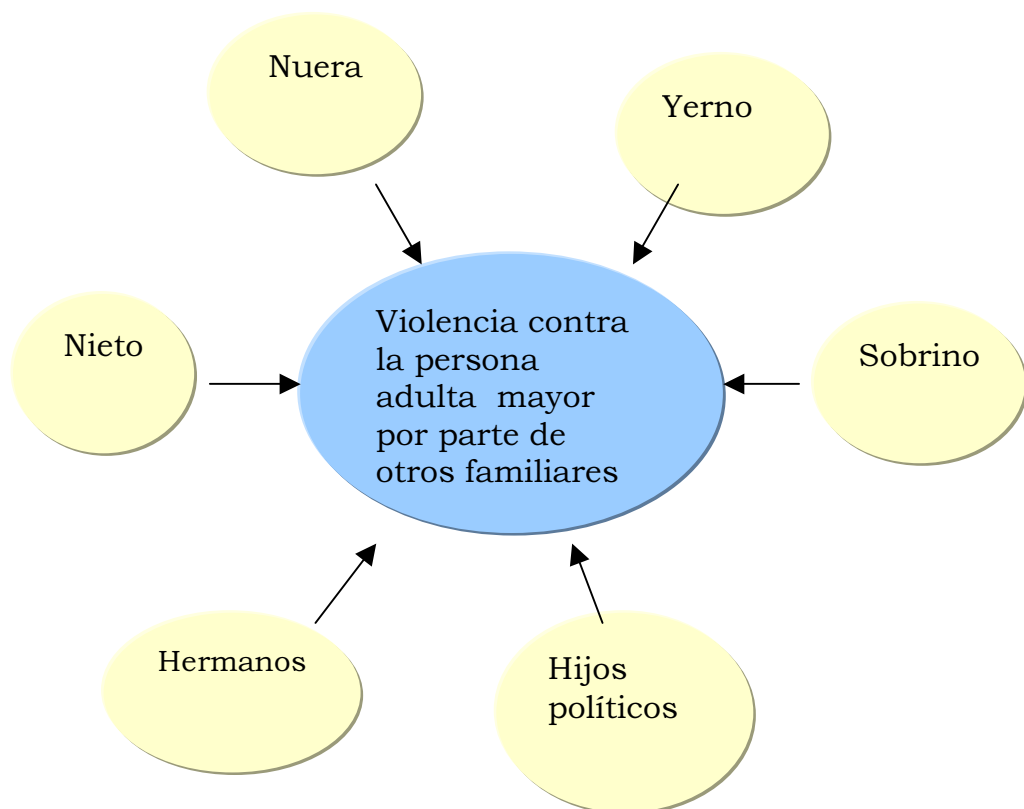 Nuera
Yerno
Nieto
Violencia contra
la persona
adulta  mayor
por parte de
otros familiares
Sobrino
Hermanos
Hijos
políticos